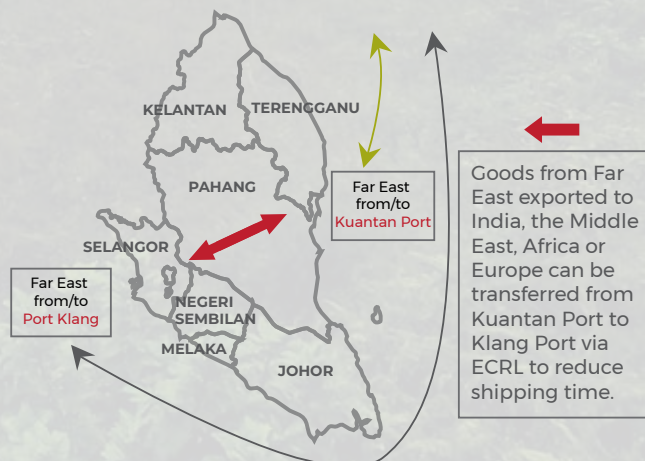 KELANTAN
TERENGGANU
PAHANG
SELANGOR
NEGERI
SEMBILAN
MELAKA
JOHOR
Far East
from/to
Kuantan Port
Far East
from/to
Port Klang
Goods from Far
East exported to
India, the Middle
East, Africa or
Europe can be
transferred from
Kuantan Port to
Klang Port via
ECRL to reduce
shipping time.